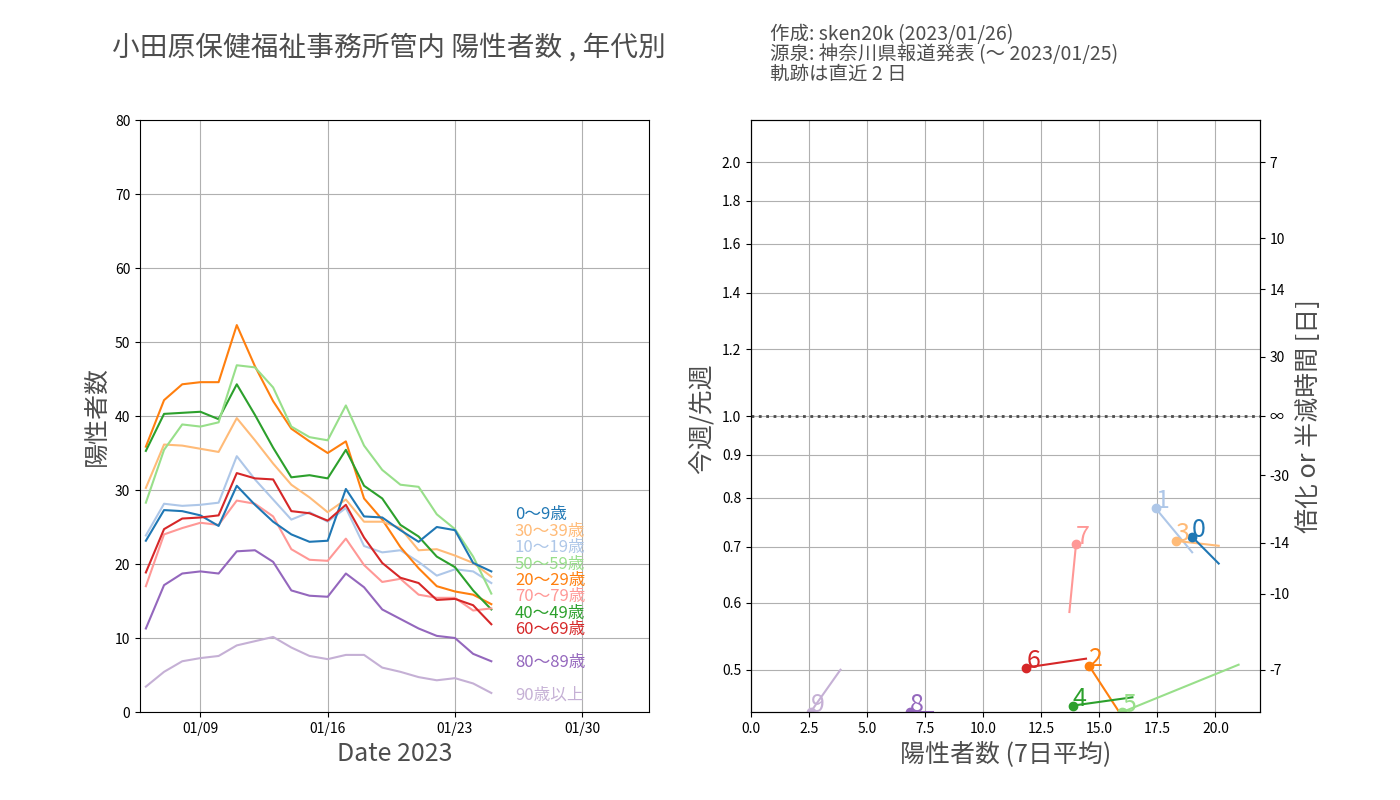 小田原保健福祉事務所管内 陽性者数 , 年代別
作成: sken20k (2023/01/26)
源泉: 神奈川県報道発表 (～ 2023/01/25)
軌跡は直近 2 日
陽性者数
80
70
60
50
40
30
20
10
0
01/09
01/16
01/23
01/30
Date 2023
0～9歳
30～39歳
10～19歳
50～59歳
20～29歳
70～79歳
40～49歳
60～69歳
80～89歳
90歳以上
今週/先週
2.0
1.8
1.6
1.4
1.2
1.0
0.9
0.8
0.7
0.6
0.5
0.0
2.5
5.0
7.5
10.0
12.5
15.0
17.5
20.0
陽性者数 (7日平均)
1
3
0
7
6
2
4
5
8
9
7
10
14
30
∞
-30
-14
-10
-7
倍化 or 半減時間 [日]